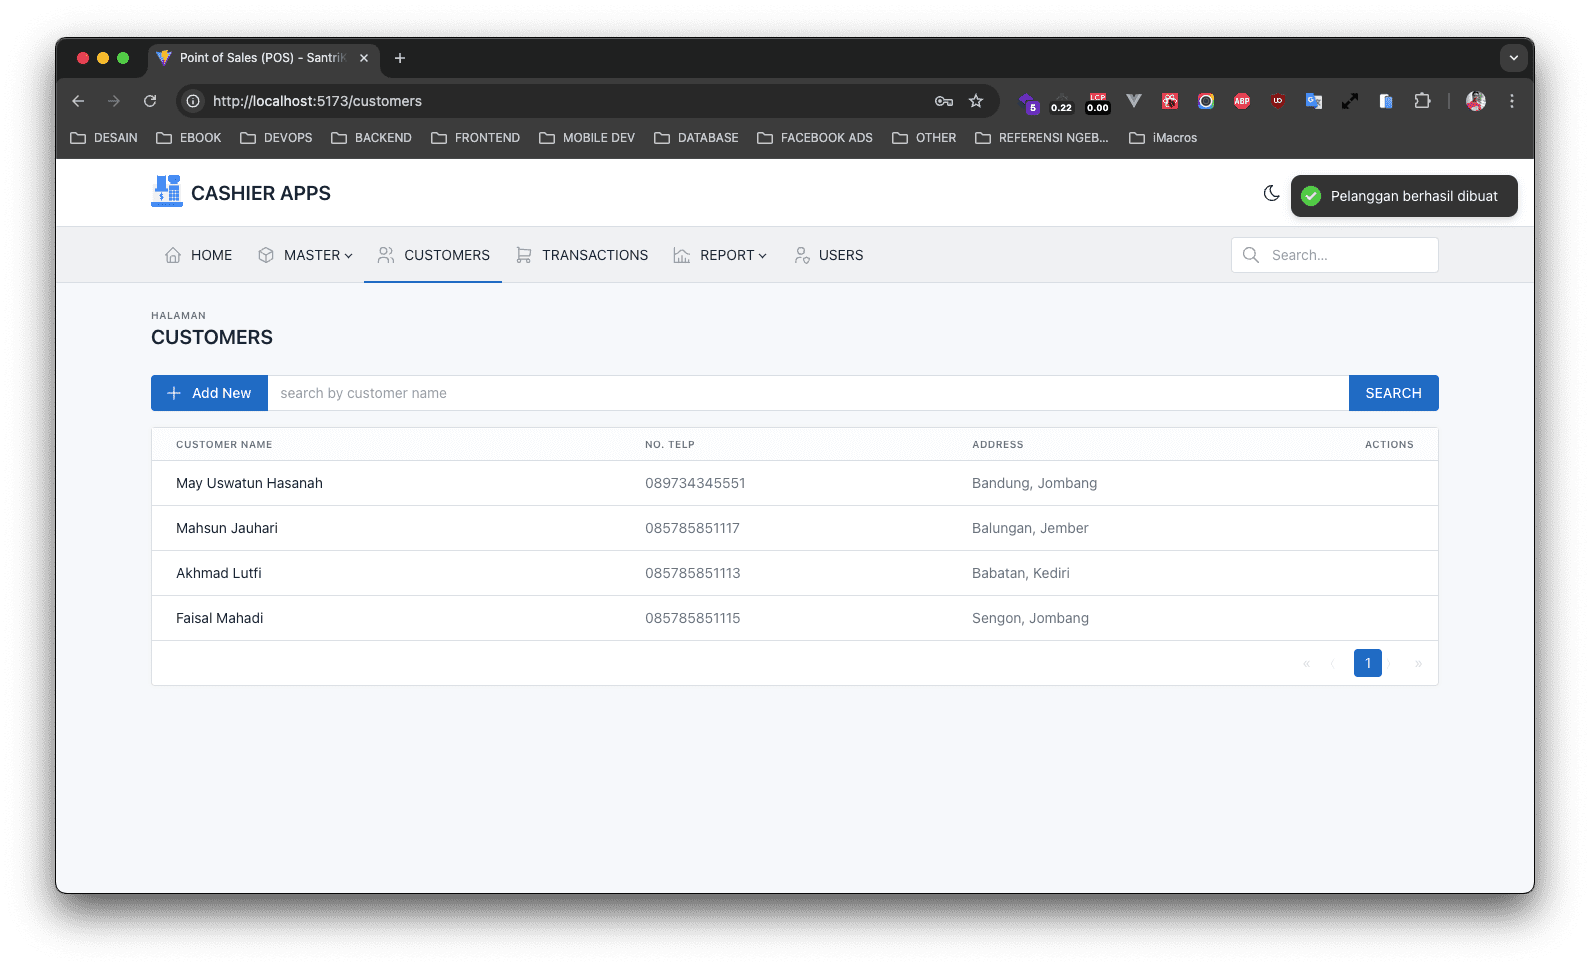 Point of Sales (POS) - Santri
http://localhost:5173/customers
5
0.22
LCP
0.00
ABP
UD
DESAIN
EBOOK
DEVOPS
BACKEND
FRONTEND
MOBILE DEV
DATABASE
FACEBOOK ADS
OTHER
REFERENSI NGEB...
iMacros
CASHIER APPS
Pelanggan berhasil dibuat
HOME
MASTER
CUSTOMERS
TRANSACTIONS
REPORT
USERS
Search...
HALAMAN
CUSTOMERS
+ Add New
search by customer name
SEARCH
CUSTOMER NAME NO. TELP ADDRESS ACTIONS
May Uswatun Hasanah 089734345551 Bandung, Jombang
Mahsun Jauhari 085785851117 Balungan, Jember
Akhmad Lutfi 085785851113 Babatan, Kediri
Faisal Mahadi 085785851115 Sengon, Jombang
« ‹ 1 › »